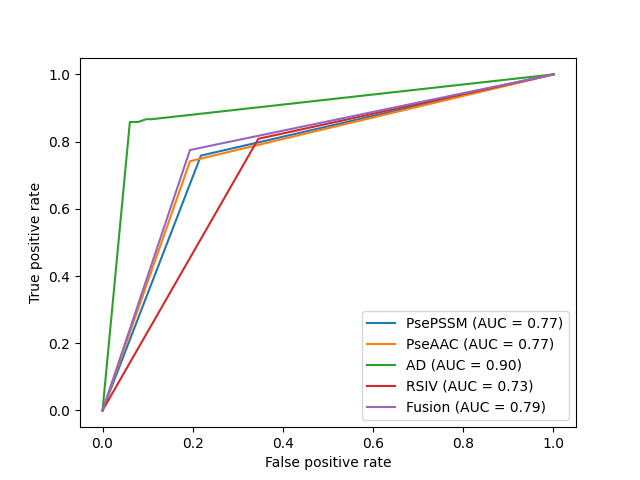 1.0
0.8
0.6
0.4
0.2
0.0
True positive rate
PsePSSM (AUC = 0.77)
PseAAC (AUC = 0.77)
AD (AUC = 0.90)
RSIV (AUC = 0.73)
Fusion (AUC = 0.79)
0.0 0.2 0.4 0.6 0.8 1.0
False positive rate